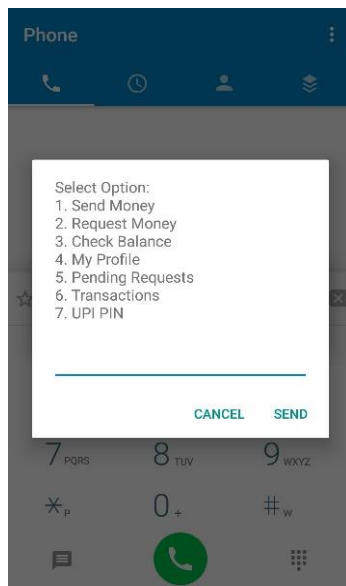 Phone
Select Option:
1. Send Money
2. Request Money
3. Check Balance
4. My Profile
5. Pending Requests
6. Transactions
7. UPI PIN
CANCEL SEND
7 PQRS 8 TUV 9 WXYZ
* P 0 + # W